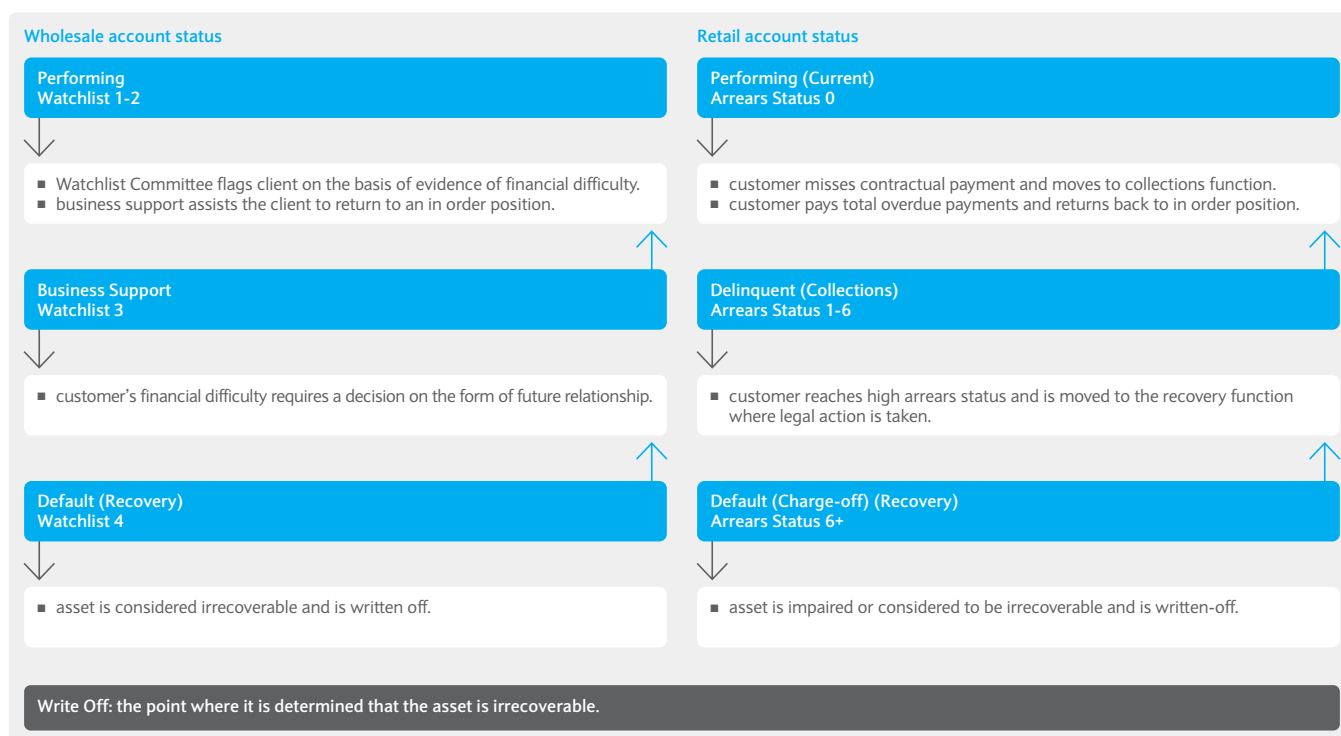 Wholesale account status
Performing
Watchlist 1-2
■ Watchlist Committee flags client on the basis of evidence of financial difficulty.
■ business support assists the client to return to an in order position.
Business Support
Watchlist 3
■ customer's financial difficulty requires a decision on the form of future relationship.
Default (Recovery)
Watchlist 4
■ asset is considered irrecoverable and is written off.
Retail account status
Performing (Current)
Arrears Status 0
■ customer misses contractual payment and moves to collections function.
■ customer pays total overdue payments and returns back to in order position.
Delinquent (Collections)
Arrears Status 1-6
■ customer reaches high arrears status and is moved to the recovery function
where legal action is taken.
Default (Charge-off) (Recovery)
Arrears Status 6+
■ asset is impaired or considered to be irrecoverable and is written-off.
Write Off: the point where it is determined that the asset is irrecoverable.